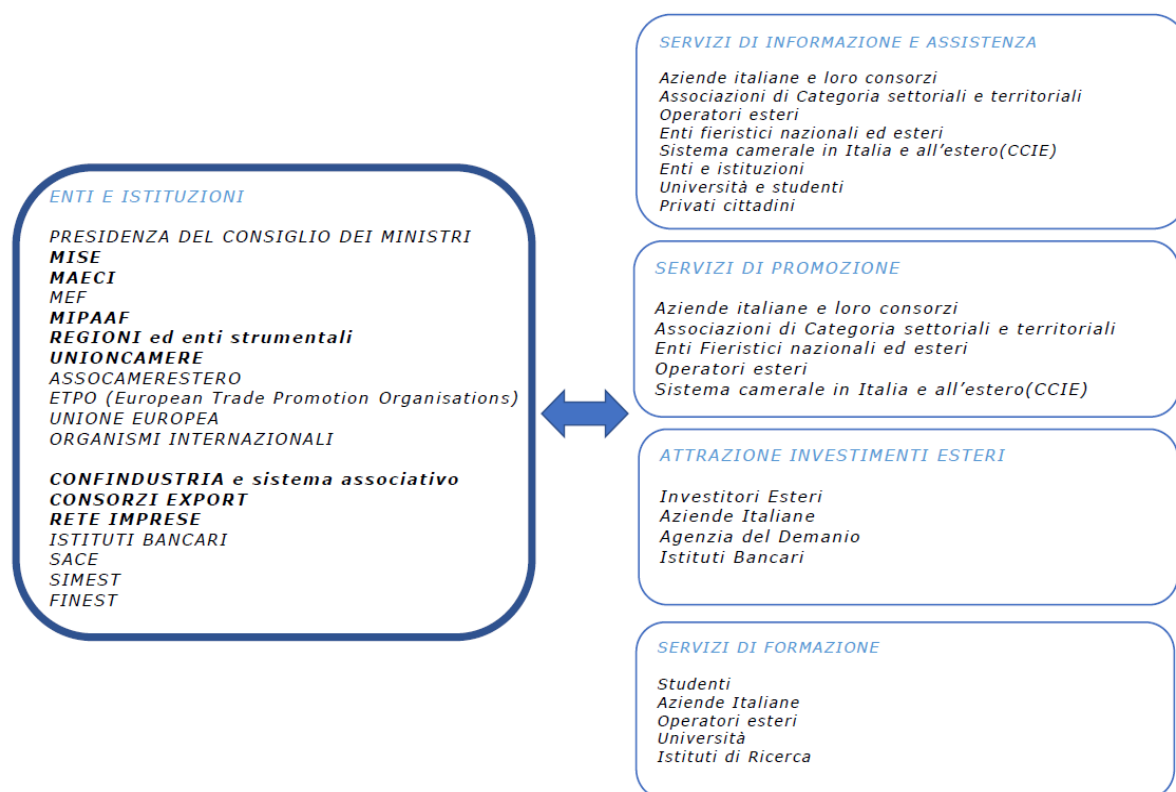 ENTI E ISTITUZIONI
PRESIDENZA DEL CONSIGLIO DEI MINISTRI
MISE
MAECI
MEF
MIPAAF
REGIONI ed enti strumentali
UNIONCAMERE
ASSOCAMERESTERO
ETPO (European Trade Promotion Organisations)
UNIONE EUROPEA
ORGANISMI INTERNAZIONALI
CONFINDUSTRIA e sistema associativo
CONSORZI EXPORT
RETE IMPRESE
ISTITUTI BANCARI
SACE
SIMEST
FINEST
SERVIZI DI INFORMAZIONE E ASSISTENZA
Aziende italiane e loro consorzi
Associazioni di Categoria settoriali e territoriali
Operatori esteri
Enti fieristici nazionali ed esteri
Sistema camerale in Italia e all’estero(CCIE)
Enti e istituzioni
Università e studenti
Privati cittadini
SERVIZI DI PROMOZIONE
Aziende italiane e loro consorzi
Associazioni di Categoria settoriali e territoriali
Enti Fieristici nazionali ed esteri
Operatori esteri
Sistema camerale in Italia e all’estero(CCIE)
ATTRAZIONE INVESTIMENTI ESTERI
Investitori Esteri
Aziende Italiane
Agenzia del Demanio
Istituti Bancari
SERVIZI DI FORMAZIONE
Studenti
Aziende Italiane
Operatori esteri
Università
Istituti di Ricerca